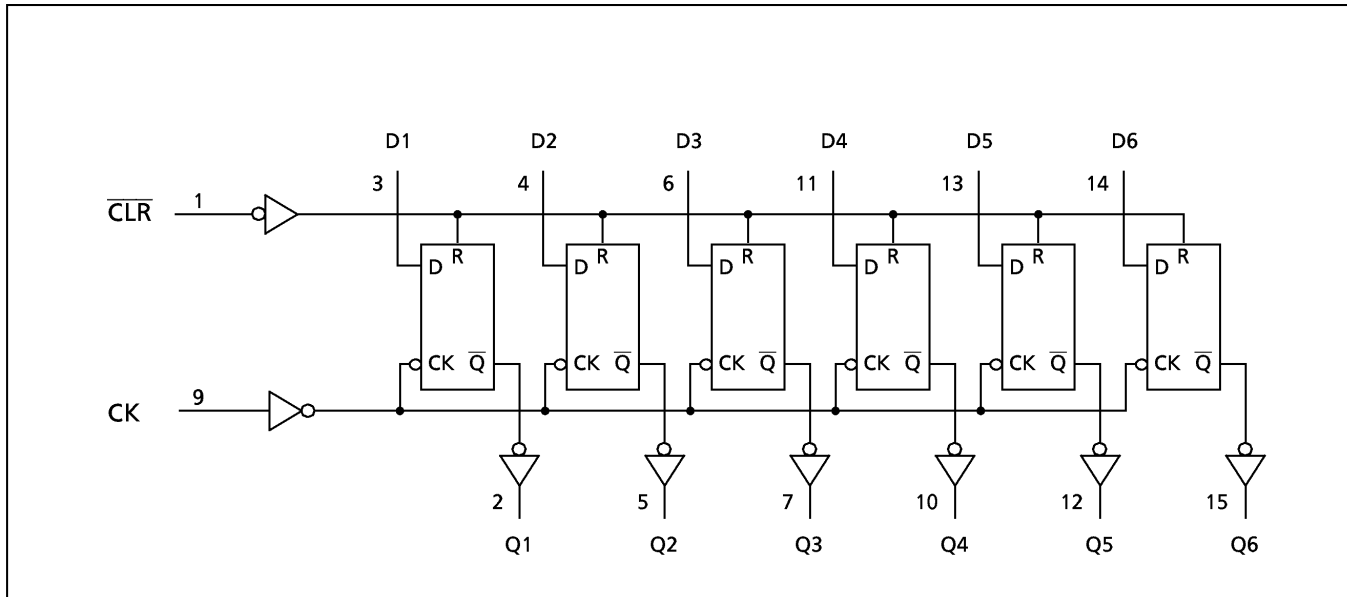 D1 D2 D3 D4 D5 D6
3 4 6 11 13 14
C̅L̅R̅ 1
R R R R R R
D D D D D D
CK Q̅ CK Q̅ CK Q̅ CK Q̅ CK Q̅ CK Q̅
CK 9
2 5 7 10 12 15
Q1 Q2 Q3 Q4 Q5 Q6